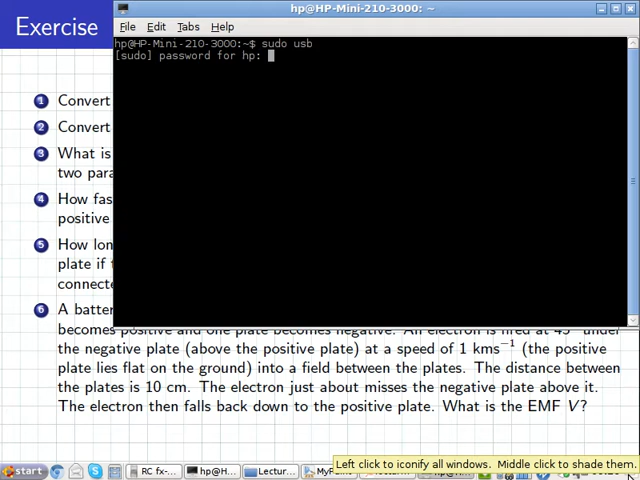 Exercise
hp@HP-Mini-210-3000: ~
File Edit Tabs Help
hp@HP-Mini-210-3000:~$ sudo usb
[sudo] password for hp:
1 Convert
2 Convert
3 What is
two para
4 How fas
positive
5 How lon
plate if t
connecte
6 A batter
becomes positive and one plate becomes negative. An electron is fired at 45° under
the negative plate (above the positive plate) at a speed of 1 kms⁻¹ (the positive
plate lies flat on the ground) into a field between the plates. The distance between
the plates is 10 cm. The electron just about misses the negative plate above it.
The electron then falls back down to the positive plate. What is the EMF V?
Left click to iconify all windows. Middle click to shade them.
start
RC fx-...
hp@H...
Lectur...
MyPai...
hp@H...